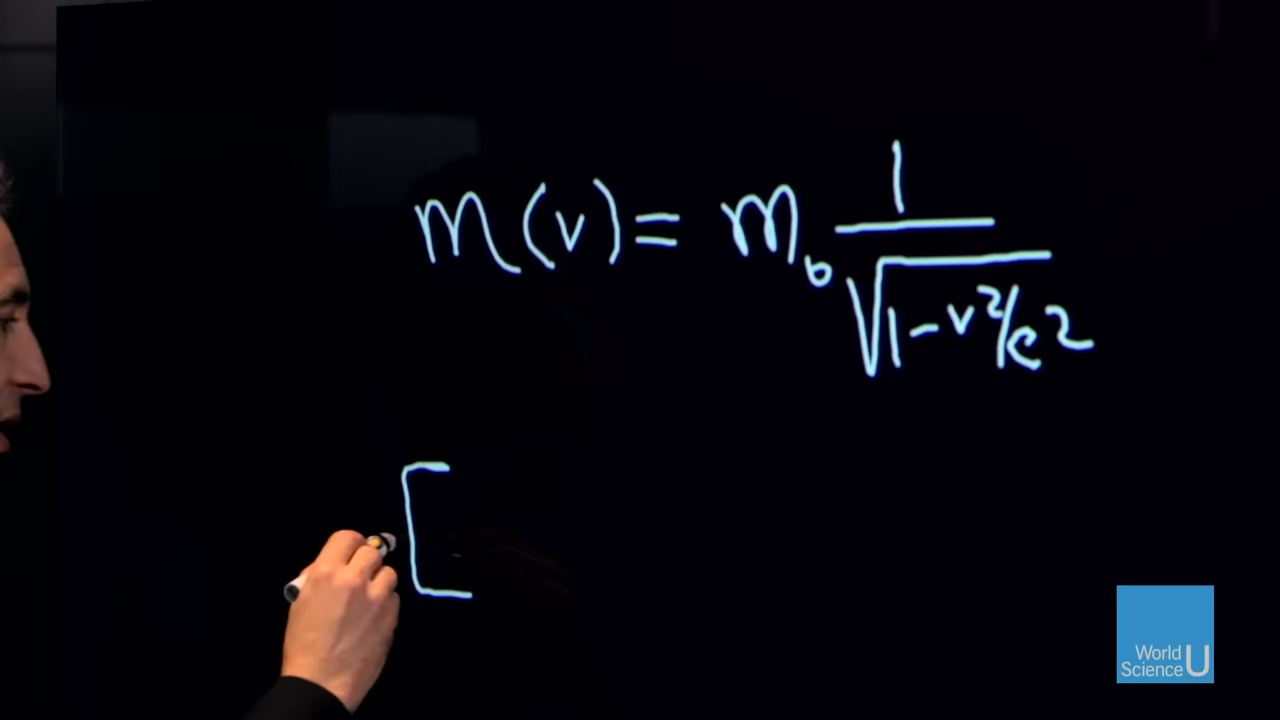 m(v) = m₀ 1/√(1-v²/c²)
[
World
Science U